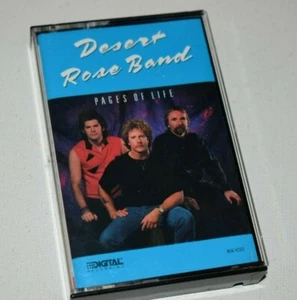 Desert
Rose Band
PAGES OF LIFE
DIGITAL